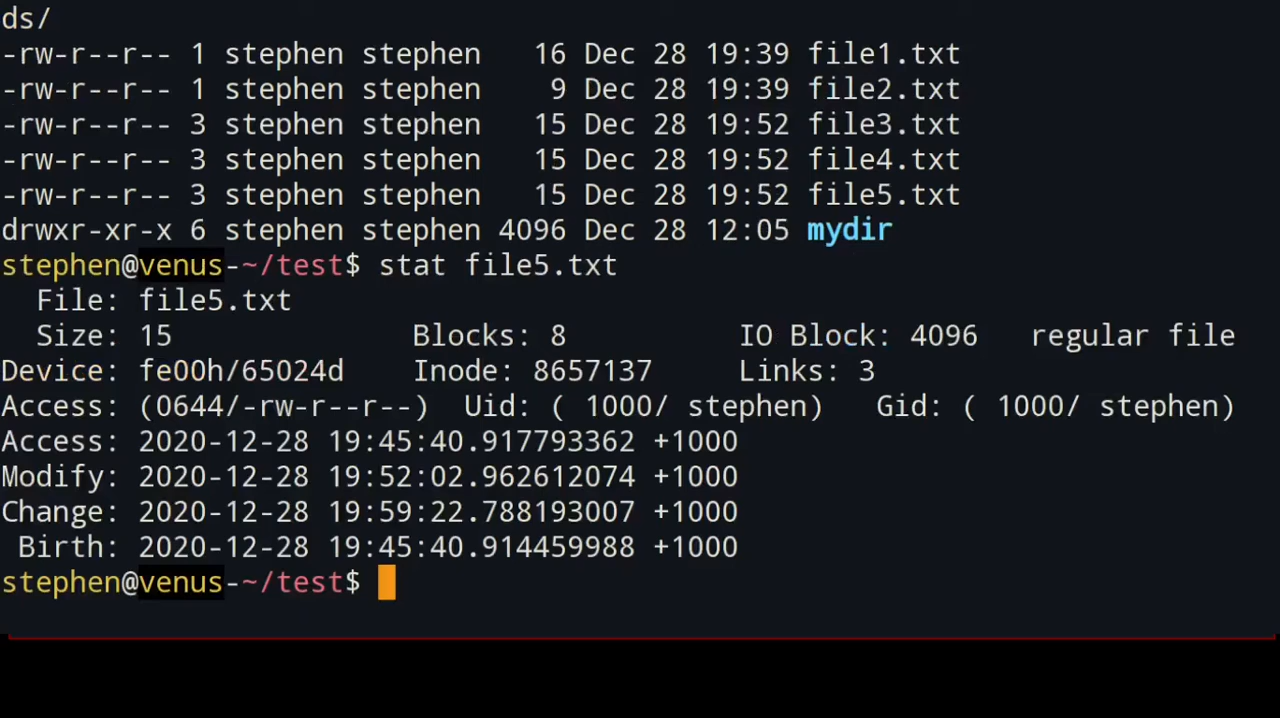 ds/
-rw-r--r-- 1 stephen stephen   16 Dec 28 19:39 file1.txt
-rw-r--r-- 1 stephen stephen    9 Dec 28 19:39 file2.txt
-rw-r--r-- 3 stephen stephen   15 Dec 28 19:52 file3.txt
-rw-r--r-- 3 stephen stephen   15 Dec 28 19:52 file4.txt
-rw-r--r-- 3 stephen stephen   15 Dec 28 19:52 file5.txt
drwxr-xr-x 6 stephen stephen 4096 Dec 28 12:05 mydir
stephen@venus-~/test$ stat file5.txt
  File: file5.txt
  Size: 15              Blocks: 8          IO Block: 4096   regular file
Device: fe00h/65024d    Inode: 8657137     Links: 3
Access: (0644/-rw-r--r--)  Uid: ( 1000/ stephen)   Gid: ( 1000/ stephen)
Access: 2020-12-28 19:45:40.917793362 +1000
Modify: 2020-12-28 19:52:02.962612074 +1000
Change: 2020-12-28 19:59:22.788193007 +1000
 Birth: 2020-12-28 19:45:40.914459988 +1000
stephen@venus-~/test$